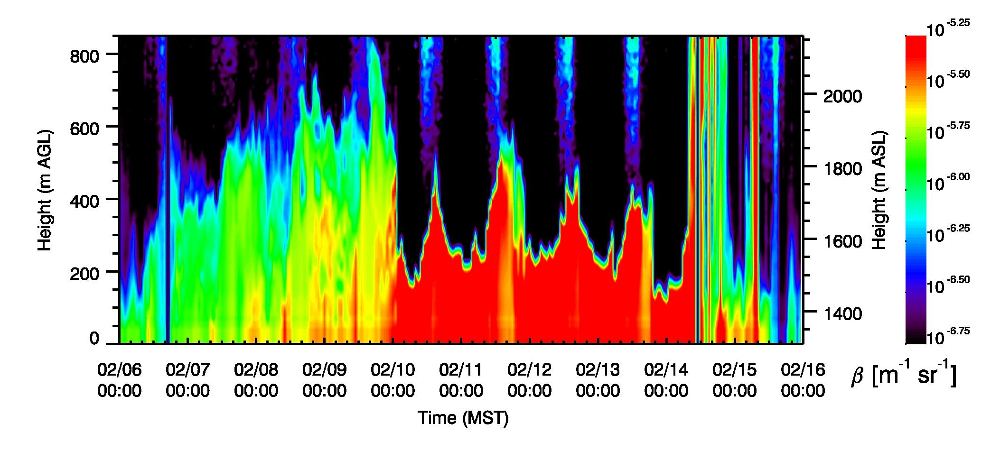 800
600
400
200
0
Height (m AGL)
2000
1800
1600
1400
Height (m ASL)
10^-5.25
10^-5.50
10^-5.75
10^-6.00
10^-6.25
10^-6.50
10^-6.75
02/06 02/07 02/08 02/09 02/10 02/11 02/12 02/13 02/14 02/15 02/16
00:00 00:00 00:00 00:00 00:00 00:00 00:00 00:00 00:00 00:00 00:00
β [m^-1 sr^-1]
Time (MST)